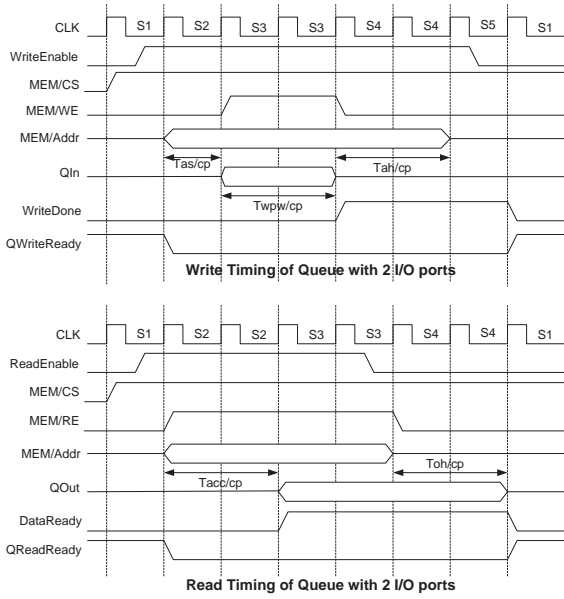 CLK S1 S2 S3 S3 S4 S4 S5 S1
WriteEnable
MEM/CS
MEM/WE
MEM/Addr
Tas/cp Tah/cp
QIn
Twpw/cp
WriteDone
QWriteReady
Write Timing of Queue with 2 I/O ports
CLK S1 S2 S2 S3 S3 S4 S4 S1
ReadEnable
MEM/CS
MEM/RE
MEM/Addr
Tacc/cp Toh/cp
QOut
DataReady
QReadReady
Read Timing of Queue with 2 I/O ports